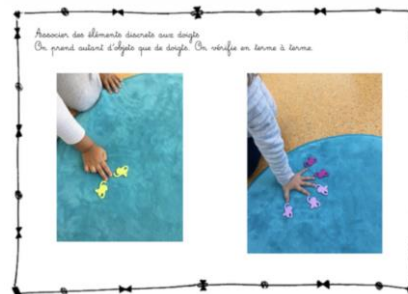 Associer des éléments discrets aux doigts
On prend autant d'objets que de doigts. On vérifie en terme à terme.